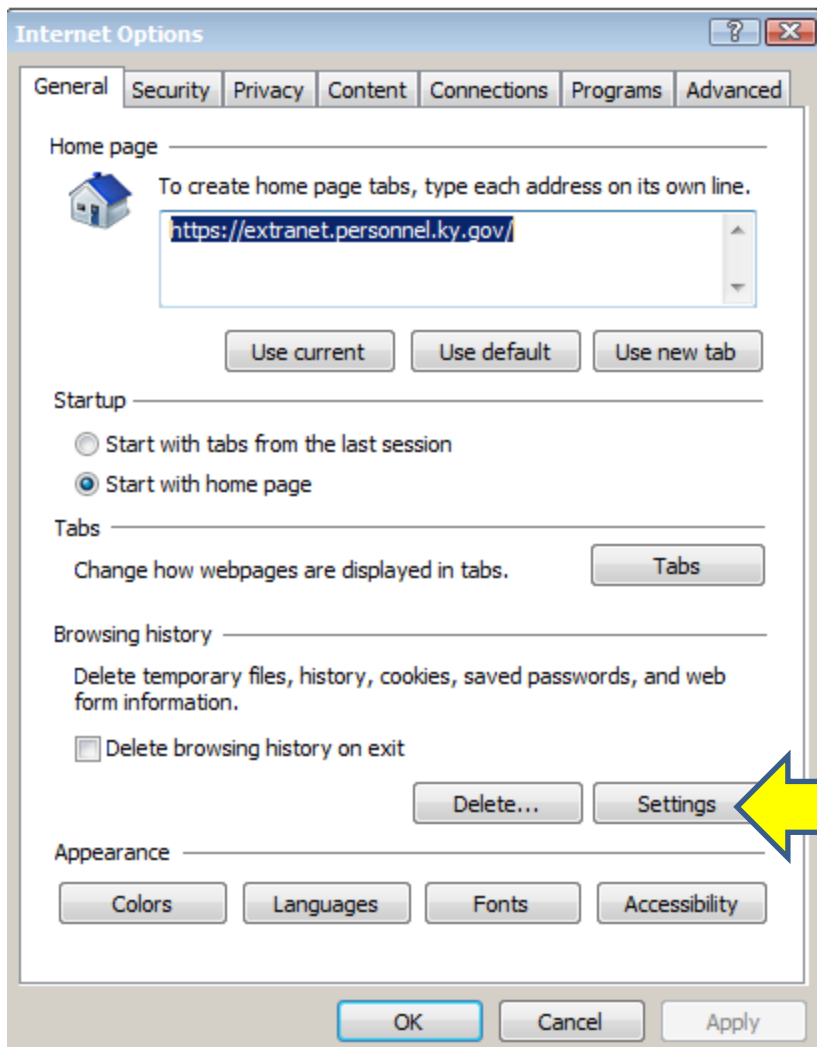 Internet Options
General Security Privacy Content Connections Programs Advanced
Home page
To create home page tabs, type each address on its own line.
https://extranet.personnel.ky.gov/
Use current Use default Use new tab
Startup
Start with tabs from the last session
Start with home page
Tabs
Change how webpages are displayed in tabs. Tabs
Browsing history
Delete temporary files, history, cookies, saved passwords, and web
form information.
Delete browsing history on exit
Delete... Settings
Appearance
Colors Languages Fonts Accessibility
OK Cancel Apply